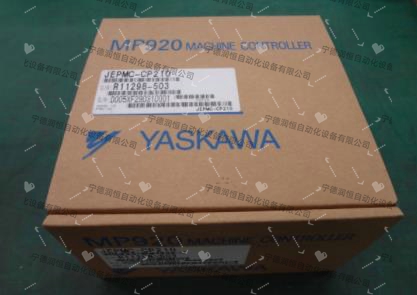 MP920 MACHINE CONTROLLER
JEPMC-CP210
R11298-503
JEPMC-CP210
YASKAWA
MP920 MACHINE CONTROLLER
宁德润恒自动化设备有限公司